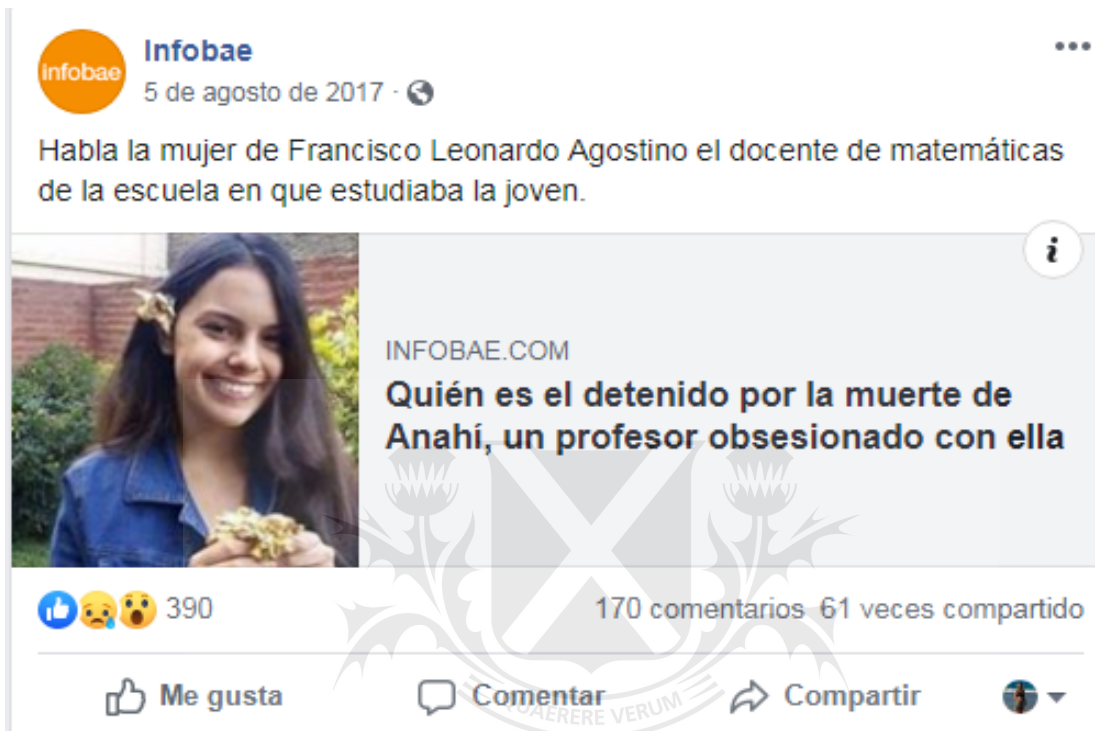 infobae
Infobae
5 de agosto de 2017 ·
Habla la mujer de Francisco Leonardo Agostino el docente de matemáticas
de la escuela en que estudiaba la joven.
i
INFOBAE.COM
Quién es el detenido por la muerte de
Anahí, un profesor obsesionado con ella
390
170 comentarios 61 veces compartido
Me gusta
Comentar
Compartir
QUAERERE VERUM